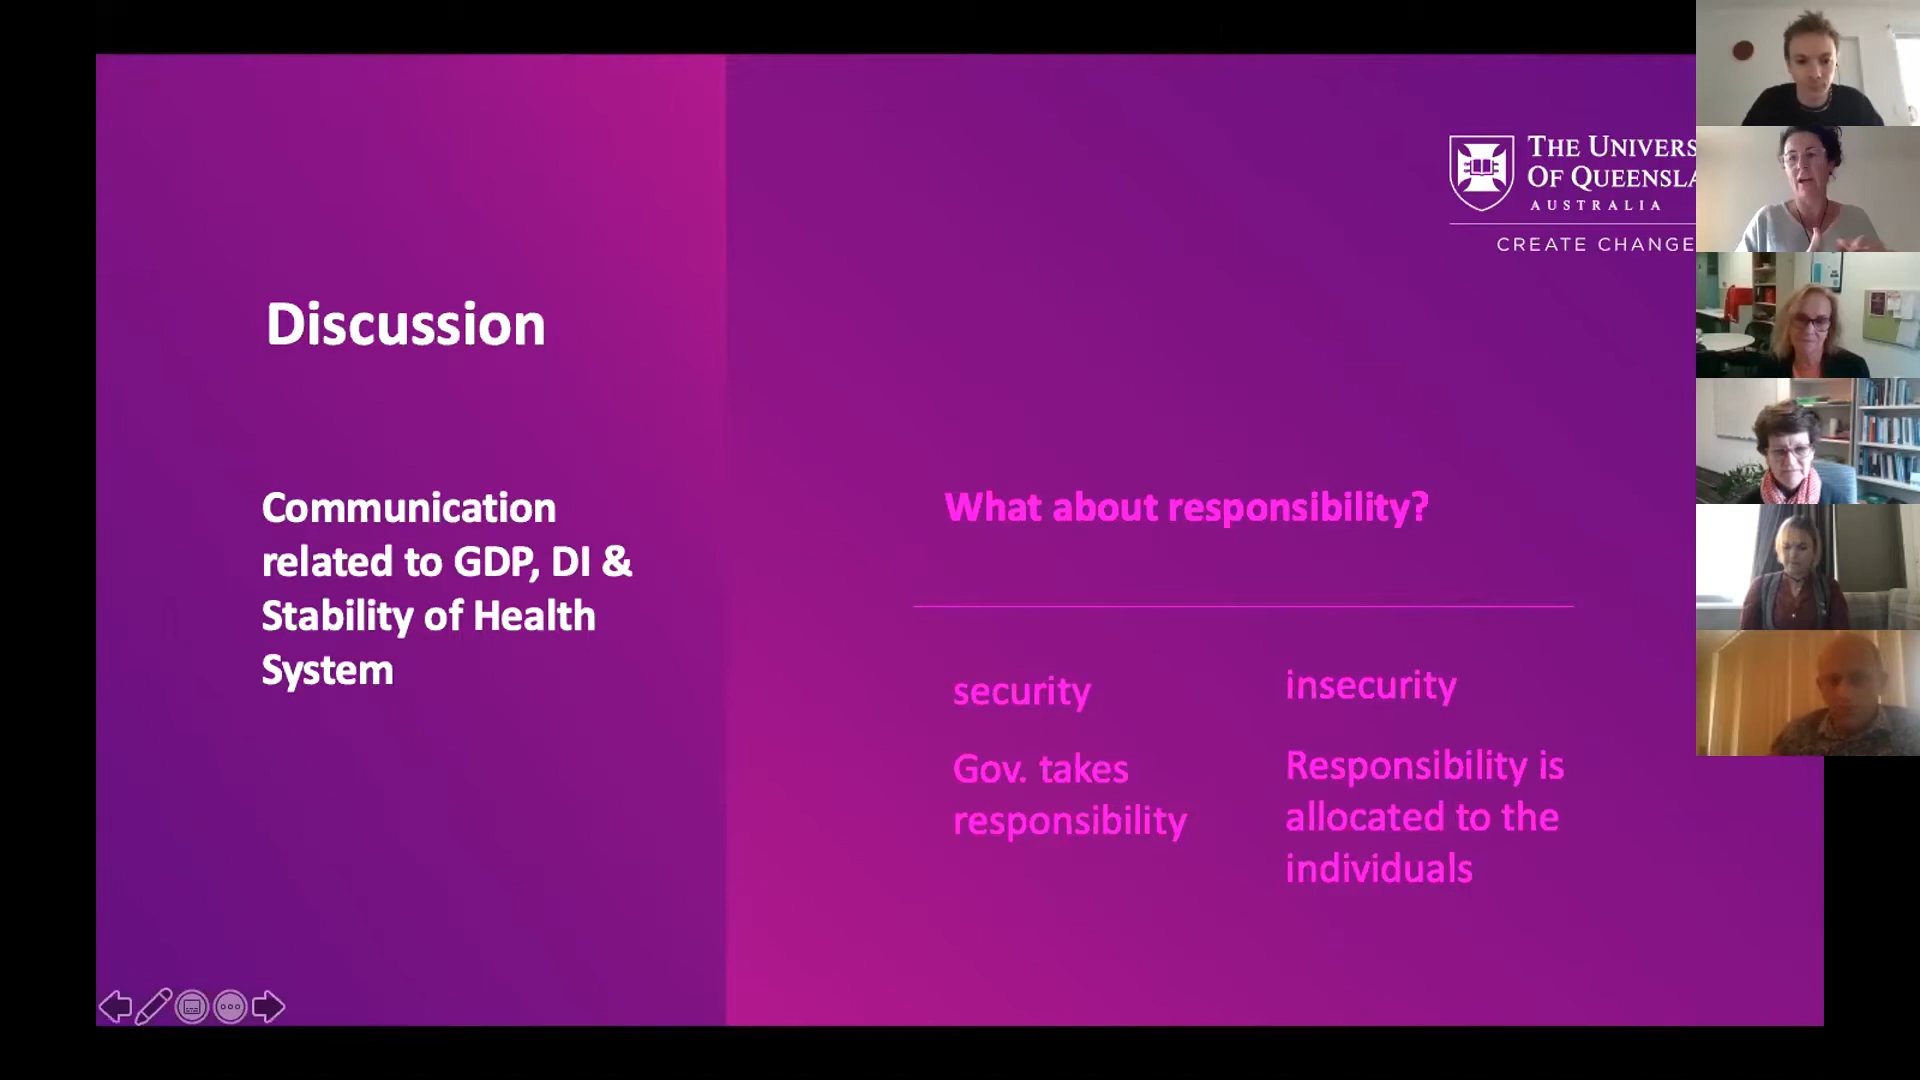 THE UNIVERS
OF QUEENSLA
AUSTRALIA
CREATE CHANGE
Discussion
Communication
related to GDP, DI &
Stability of Health
System
What about responsibility?
security
Gov. takes
responsibility
insecurity
Responsibility is
allocated to the
individuals